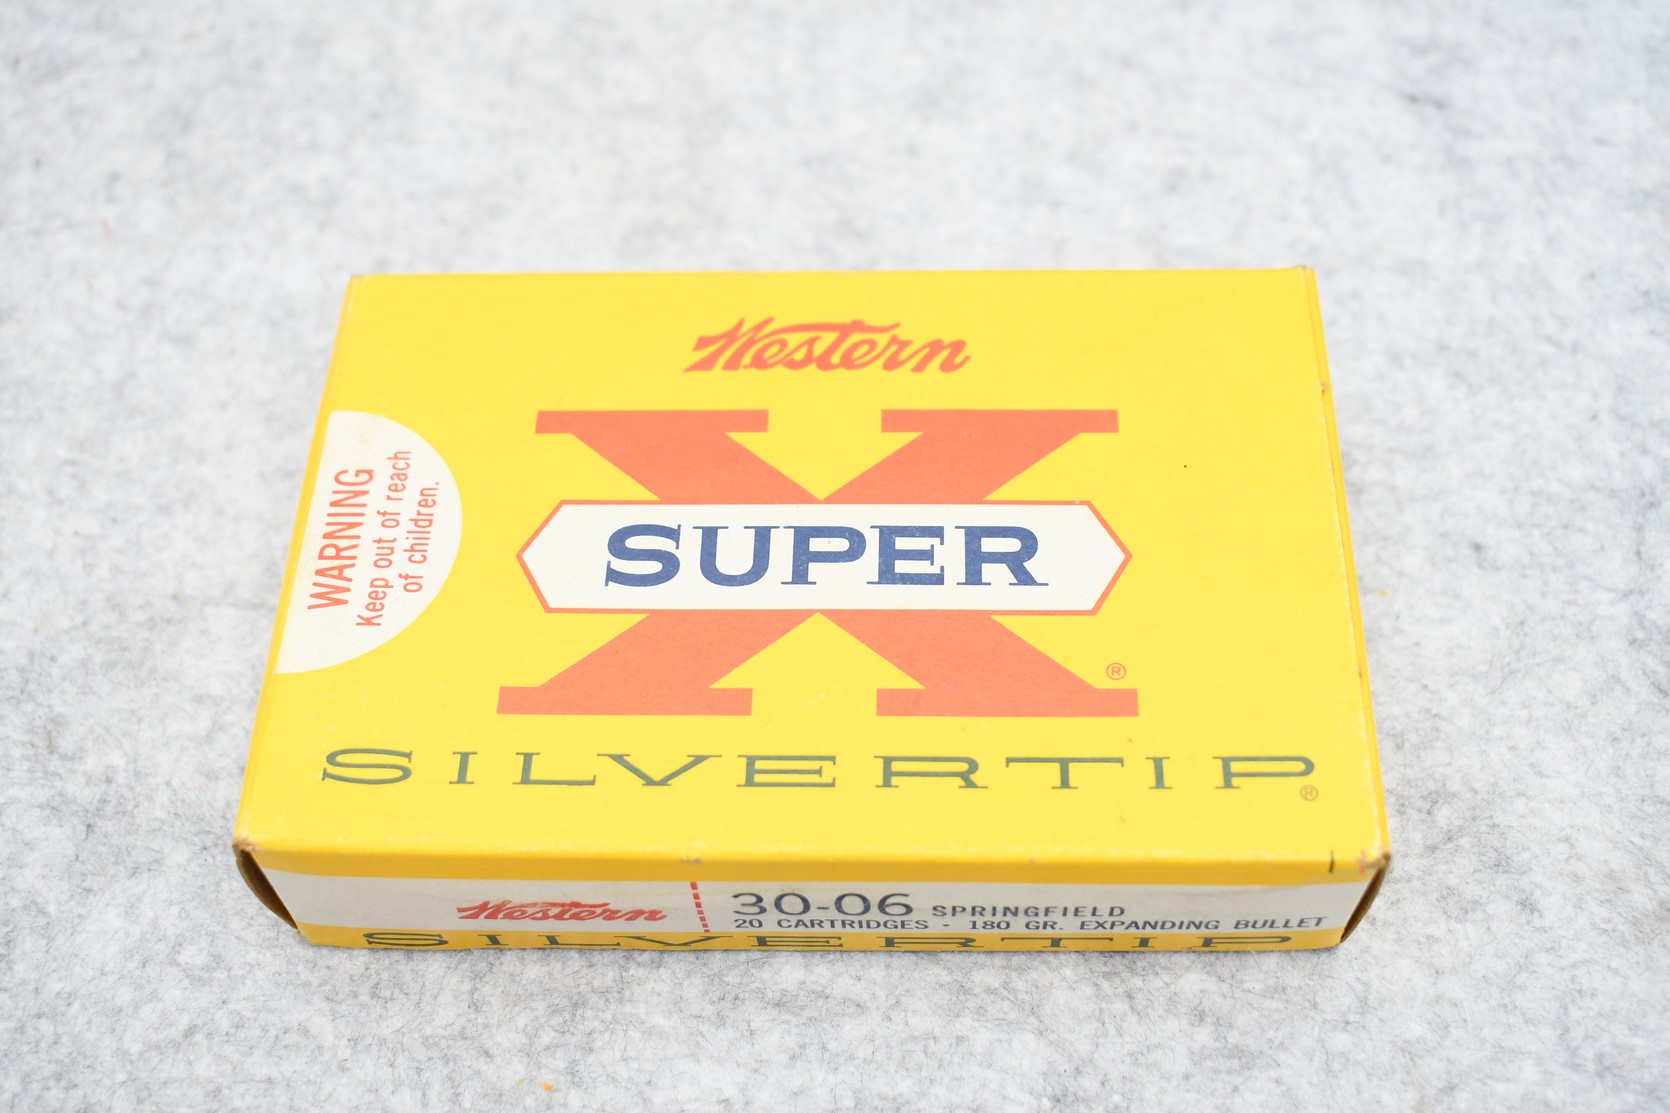 Western
X
SUPER
®
SILVERTIP
®
WARNING
Keep out of reach
of children.
Western
30-06 SPRINGFIELD
20 CARTRIDGES - 180 GR. EXPANDING BULLET
SILVERTIP